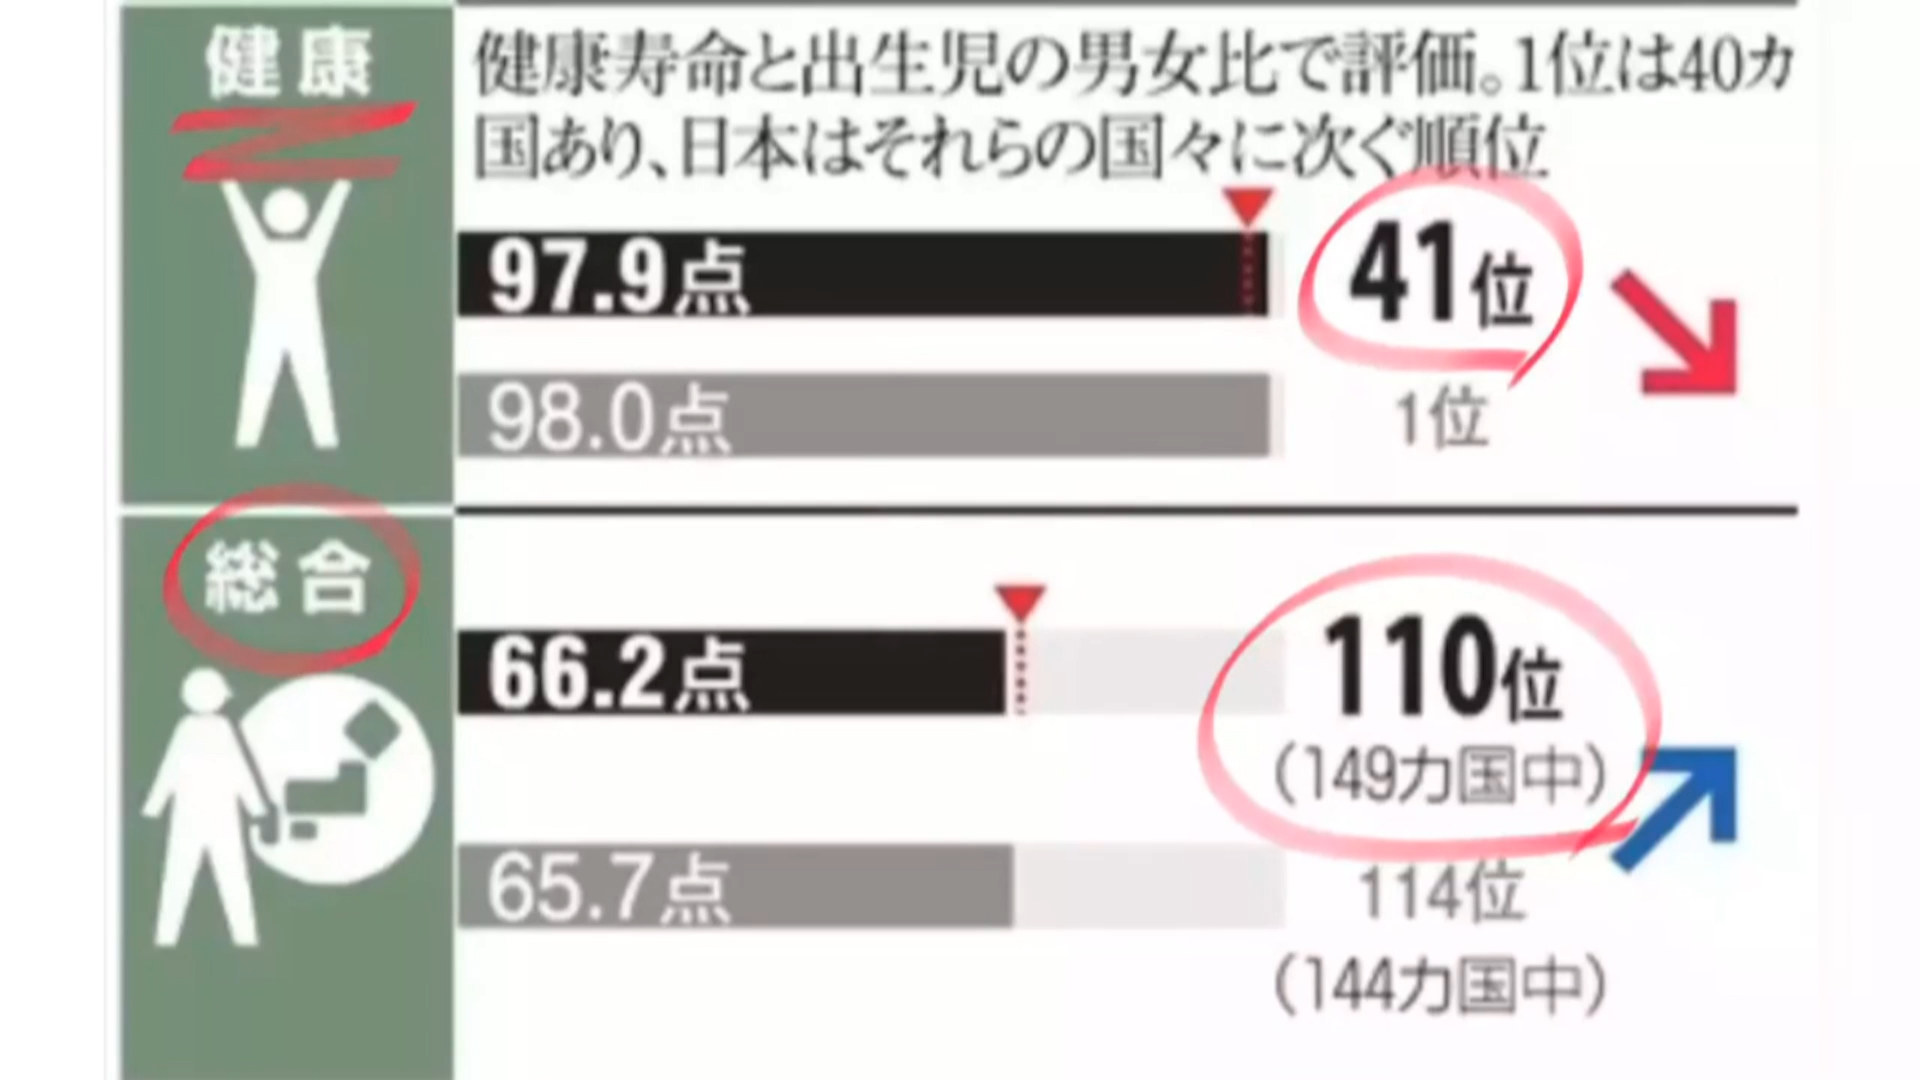 健康
健康寿命と出生児の男女比で評価。1位は40カ
国あり、日本はそれらの国々に次ぐ順位
97.9点
41位
98.0点
1位
総合
66.2点
110位
(149カ国中)
65.7点
114位
(144カ国中)